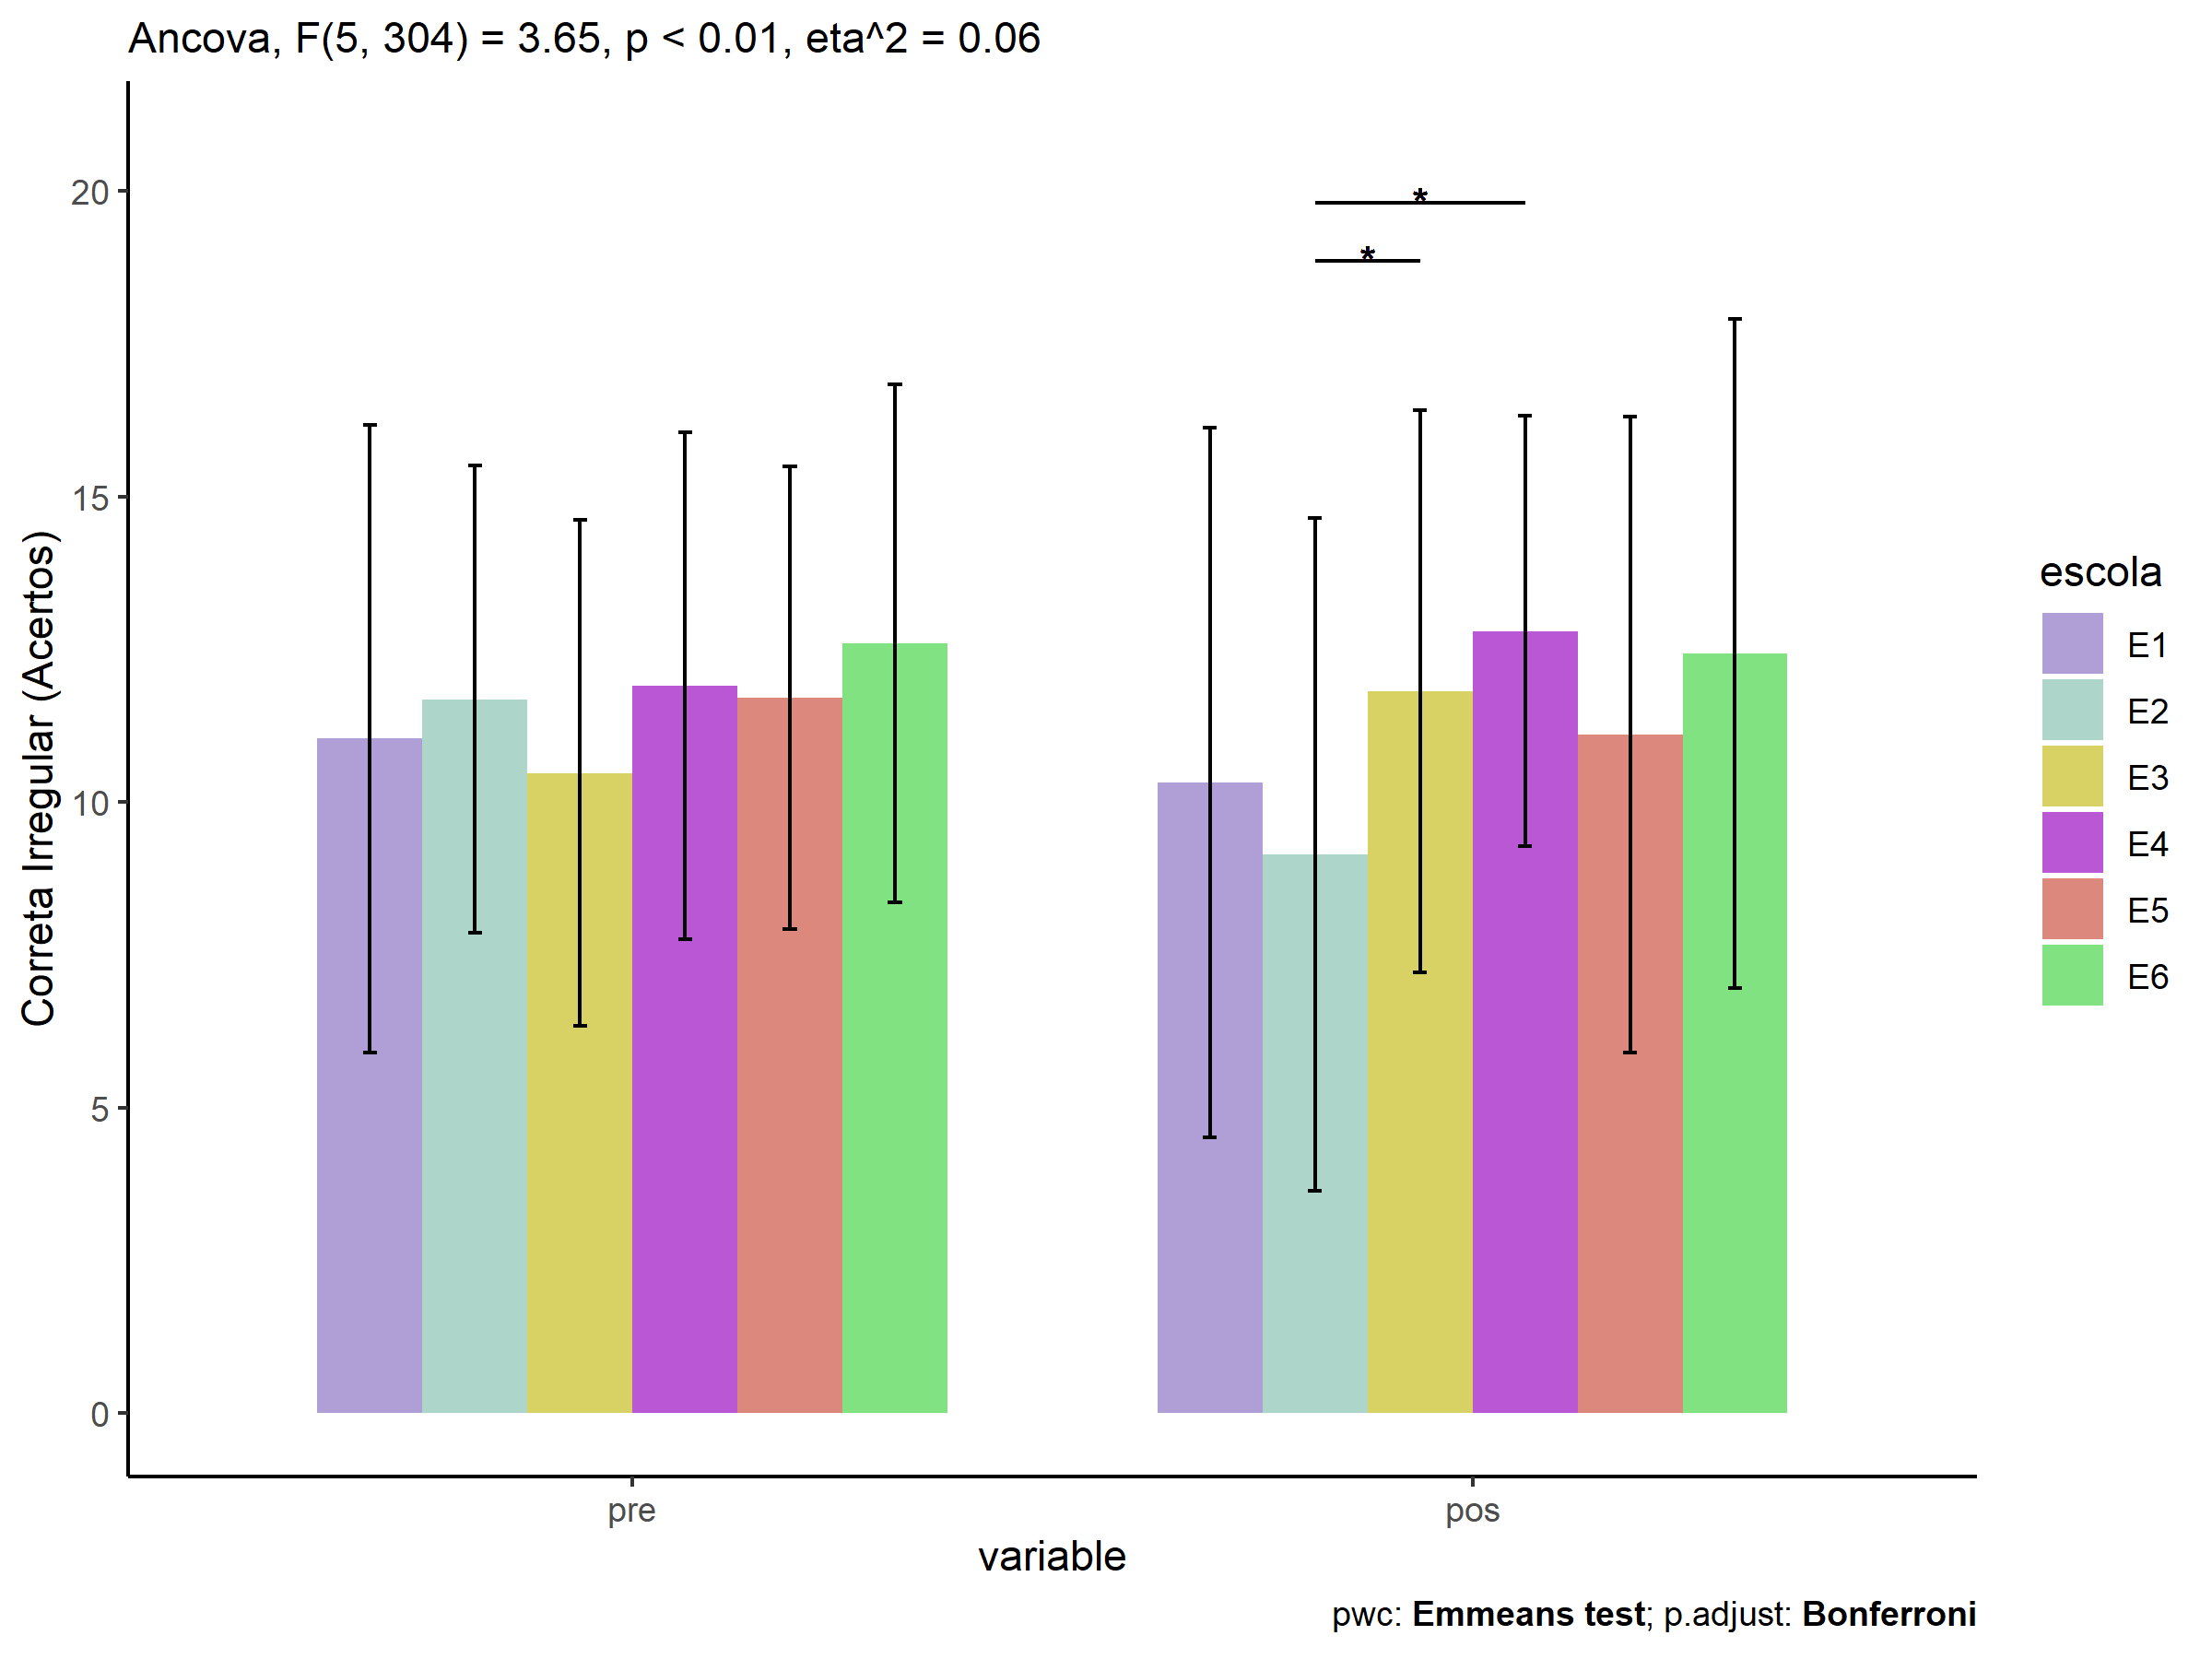 Ancova, F(5, 304) = 3.65, p < 0.01, eta^2 = 0.06
Correta Irregular (Acertos)
20
15
10
5
0
*
*
pre
pos
variable
escola
E1
E2
E3
E4
E5
E6
pwc: Emmeans test; p.adjust: Bonferroni